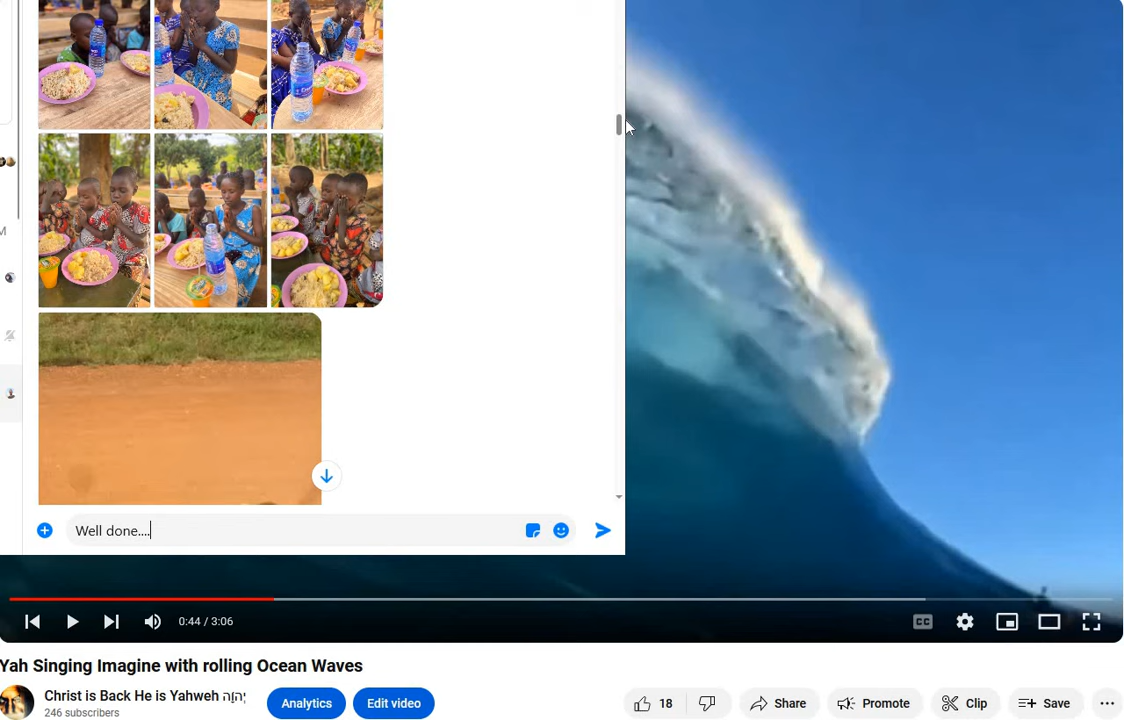 Well done....
0:44 / 3:06
CC
Yah Singing Imagine with rolling Ocean Waves
Christ is Back He is Yahweh יְהוָה
246 subscribers
Analytics
Edit video
18
Share
Promote
Clip
Save